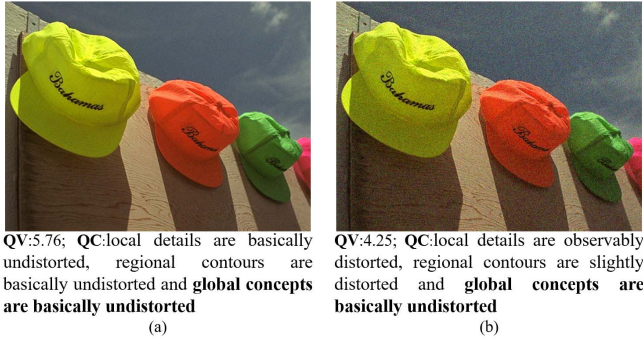 Bahamas
Bahamas
Bahamas
Bahamas
QV:5.76; QC:local details are basically
undistorted, regional contours are
basically undistorted and global concepts
are basically undistorted
(a)
QV:4.25; QC:local details are observably
distorted, regional contours are slightly
distorted and global concepts are
basically undistorted
(b)